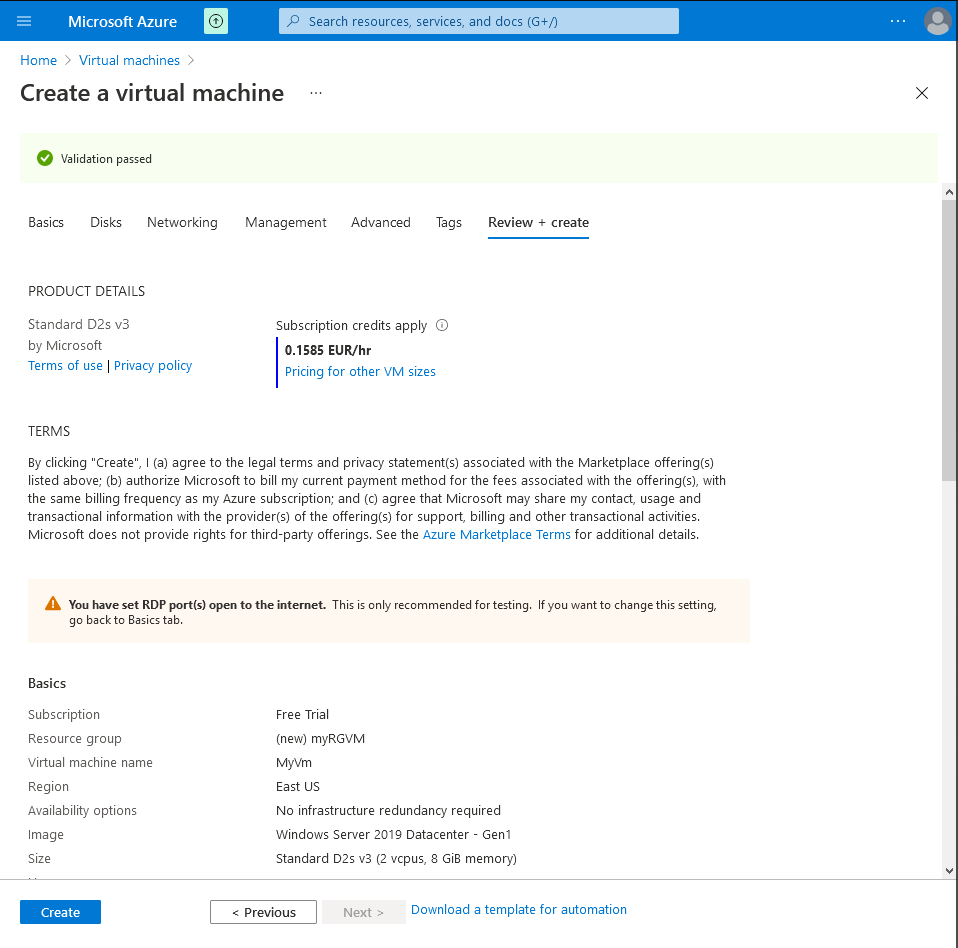 Microsoft Azure
Search resources, services, and docs (G+/)
...
Home > Virtual machines >
Create a virtual machine ...
Validation passed
Basics Disks Networking Management Advanced Tags Review + create
PRODUCT DETAILS
Standard D2s v3
by Microsoft
Terms of use | Privacy policy
Subscription credits apply
0.1585 EUR/hr
Pricing for other VM sizes
TERMS
By clicking "Create", I (a) agree to the legal terms and privacy statement(s) associated with the Marketplace offering(s)
listed above; (b) authorize Microsoft to bill my current payment method for the fees associated with the offering(s), with
the same billing frequency as my Azure subscription; and (c) agree that Microsoft may share my contact, usage and
transactional information with the provider(s) of the offering(s) for support, billing and other transactional activities.
Microsoft does not provide rights for third-party offerings. See the Azure Marketplace Terms for additional details.
You have set RDP port(s) open to the internet. This is only recommended for testing. If you want to change this setting,
go back to Basics tab.
Basics
Subscription Free Trial
Resource group (new) myRGVM
Virtual machine name MyVm
Region East US
Availability options No infrastructure redundancy required
Image Windows Server 2019 Datacenter - Gen1
Size Standard D2s v3 (2 vcpus, 8 GiB memory)
Create < Previous Next > Download a template for automation